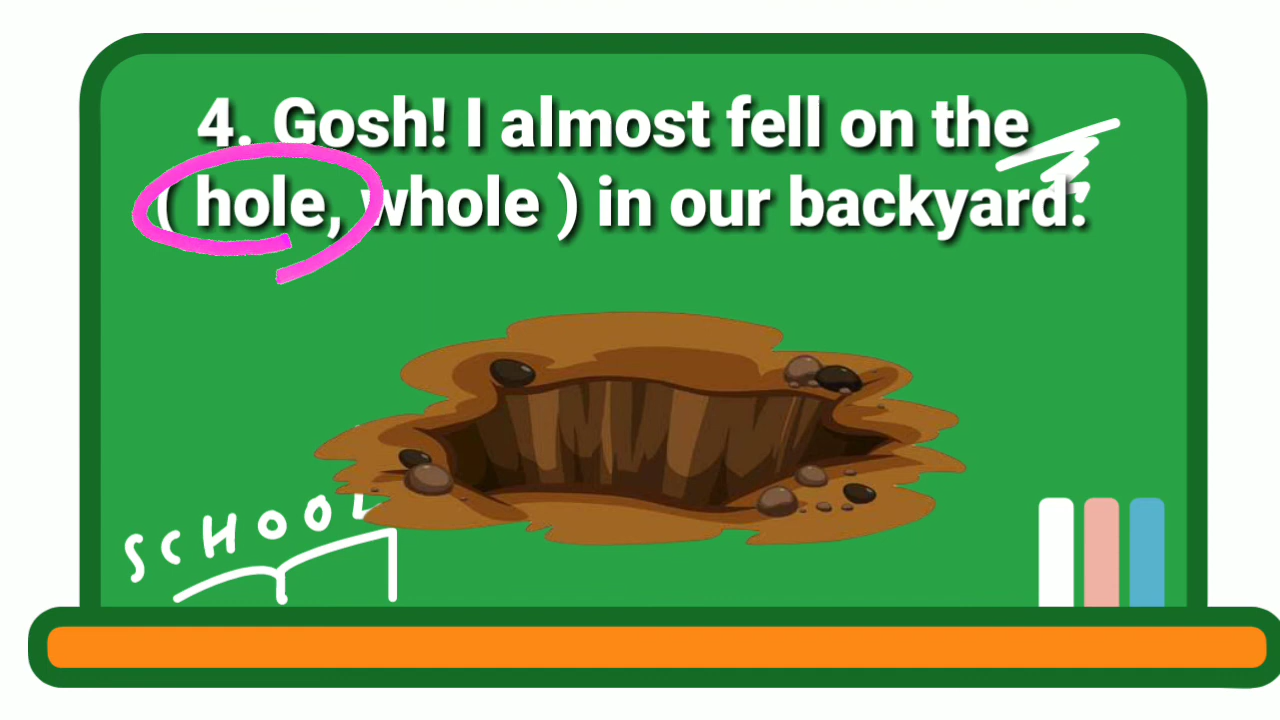 4. Gosh! I almost fell on the
( hole, whole ) in our backyard.
SCHOOL